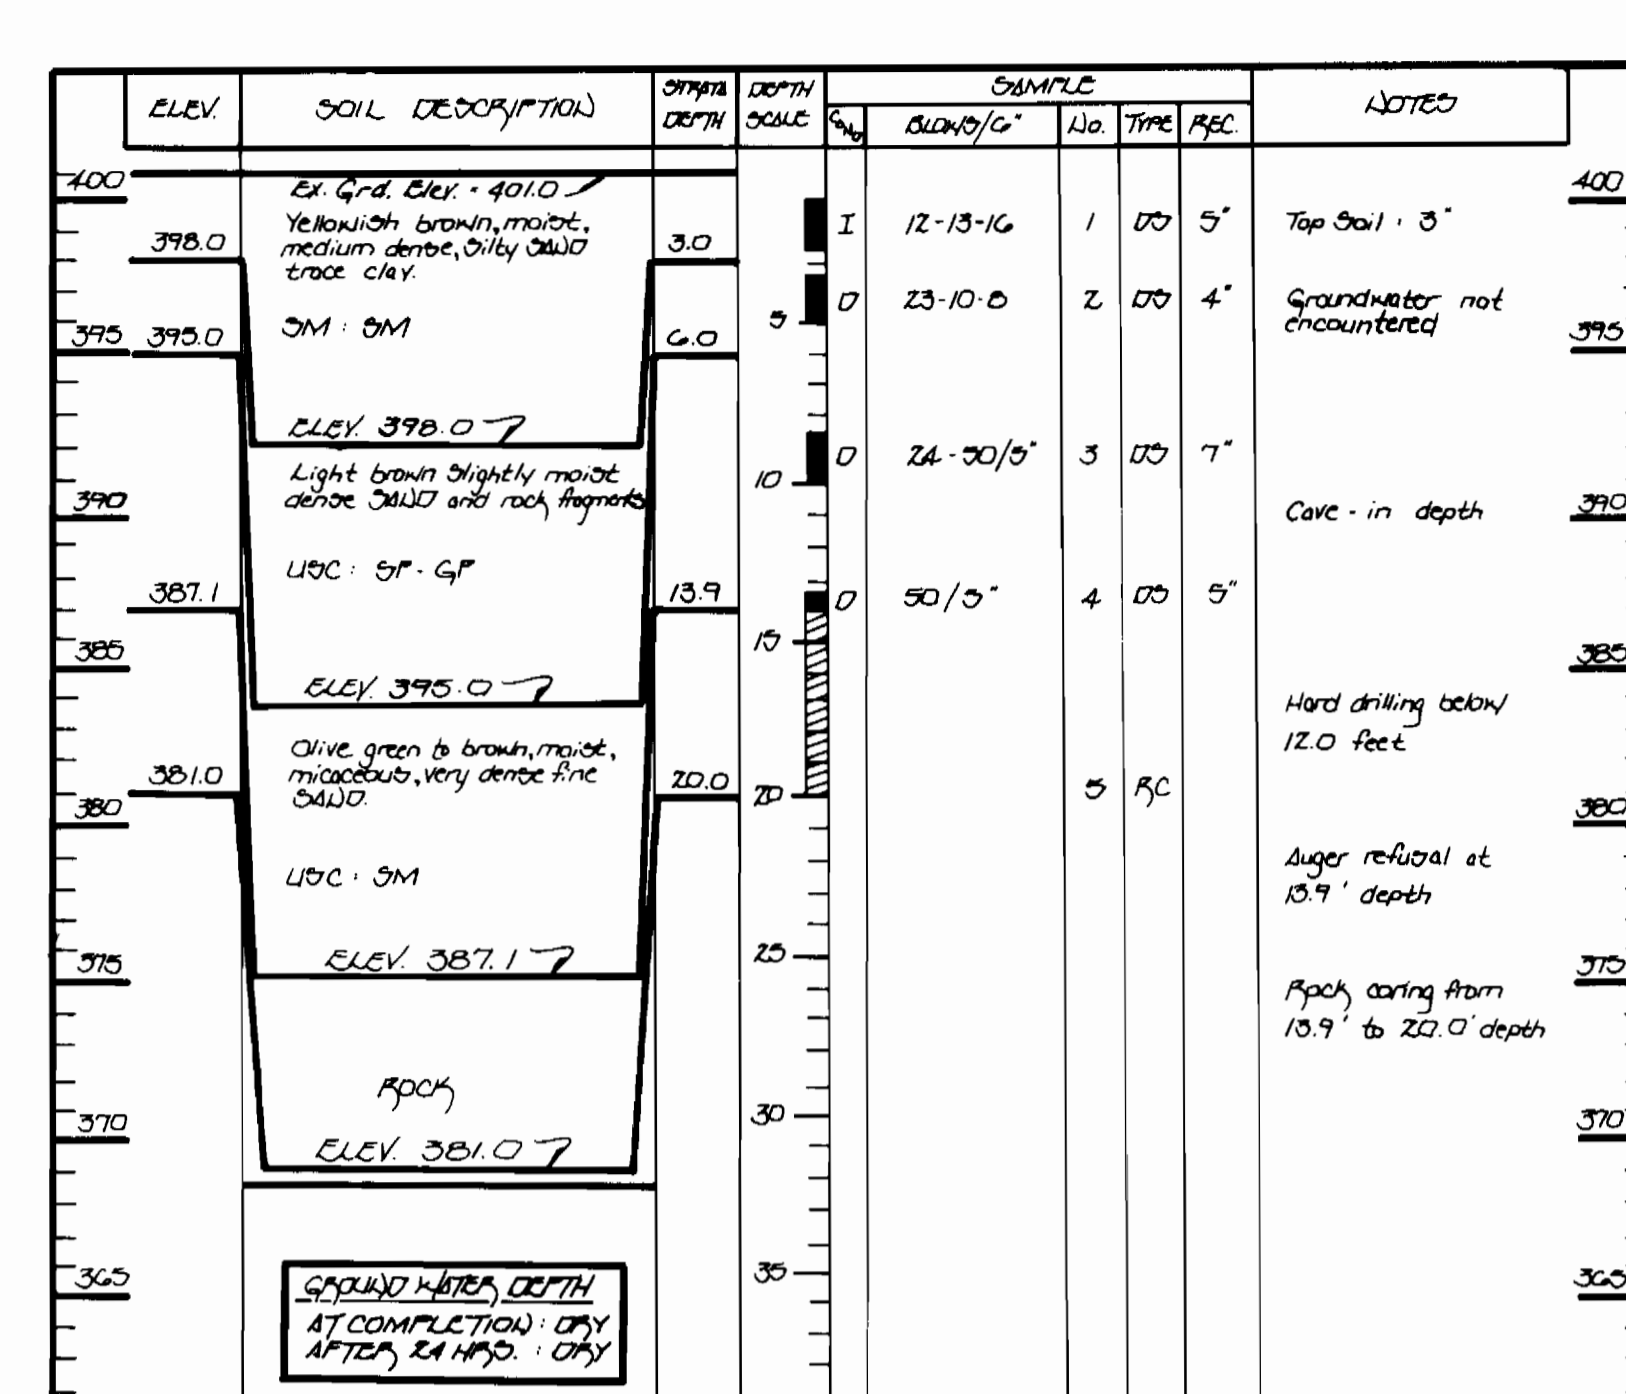 ELEV.
SOIL DESCRIPTION
STRATA DEPTH
DEPTH SCALE
SAMPLE
COND
BLOWS/6"
No.
TYPE
REC.
NOTES
400
Ex. Grd. Elev. = 401.0
400
Yellowish brown, moist,
medium dense, silty SAND
trace clay.
I 12-13-16 1 DS 5"
Top Soil : 3"
398.0
3.0
SM : SM
D 23-10-8 2 DS 4"
Groundwater not
encountered
5
395
395.0
6.0
395
ELEV. 398.0
Light brown slightly moist
dense SAND and rock fragments
D 24-50/5" 3 DS 7"
10
390
Cave-in depth
390
USC : SP-GP
387.1
13.9
D 50/5" 4 DS 5"
15
385
385
ELEV. 395.0
Hard drilling below
12.0 feet
Olive green to brown, moist,
micaceous, very dense fine
SAND.
381.0
20.0
20
5 RC
380
380
USC : SM
Auger refusal at
13.9' depth
ELEV. 387.1
25
375
375
Rock coring from
13.9' to 20.0' depth
ROCK
30
370
370
ELEV. 381.0
35
365
365
GROUND WATER DEPTH
AT COMPLETION : DRY
AFTER 24 HRS. : DRY